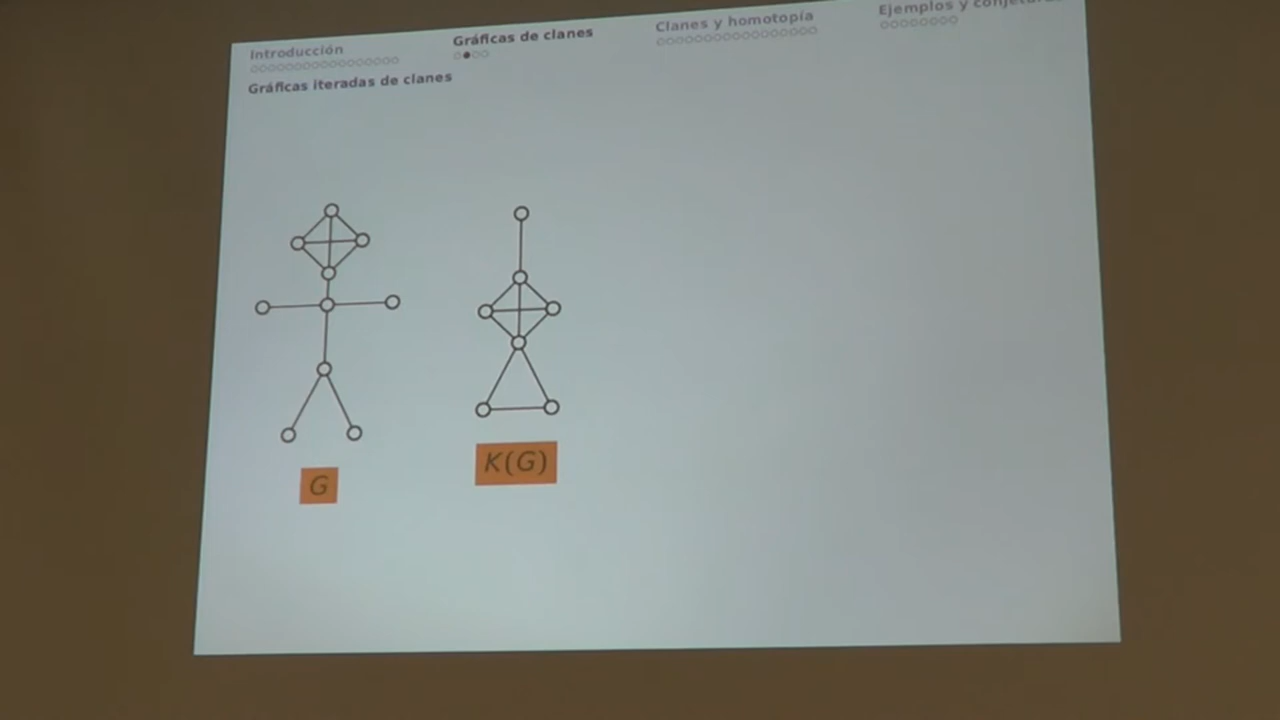 Introducción
Gráficas de clanes
Clanes y homotopía
Ejemplos y
Gráficas iteradas de clanes
G
K(G)